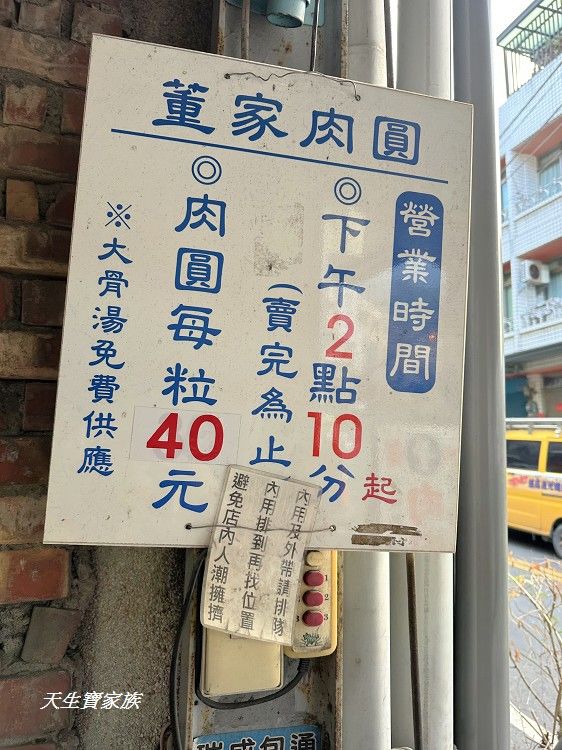 董家肉圓
營業時間
◎下午2點10分起
(賣完為止
◎肉圓每粒40元
※大骨湯免費供應
內用及外帶請排隊
內用排到再找位置
避免店內人潮擁擠
天生寶家族